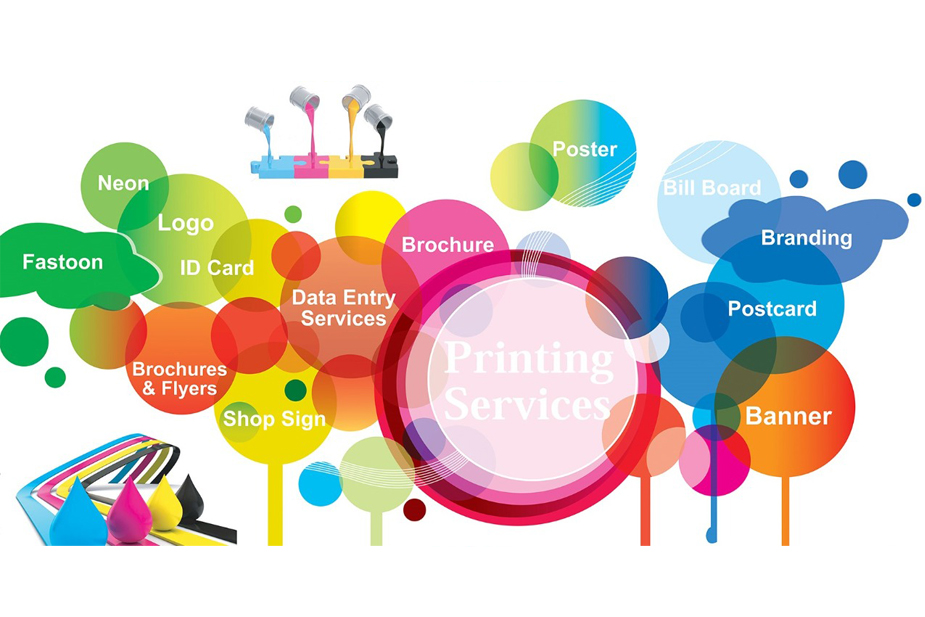 Poster
Neon
Bill Board
Logo
Branding
Brochure
Fastoon
ID Card
Data Entry
Services
Postcard
Printing
Services
Brochures
& Flyers
Shop Sign
Banner